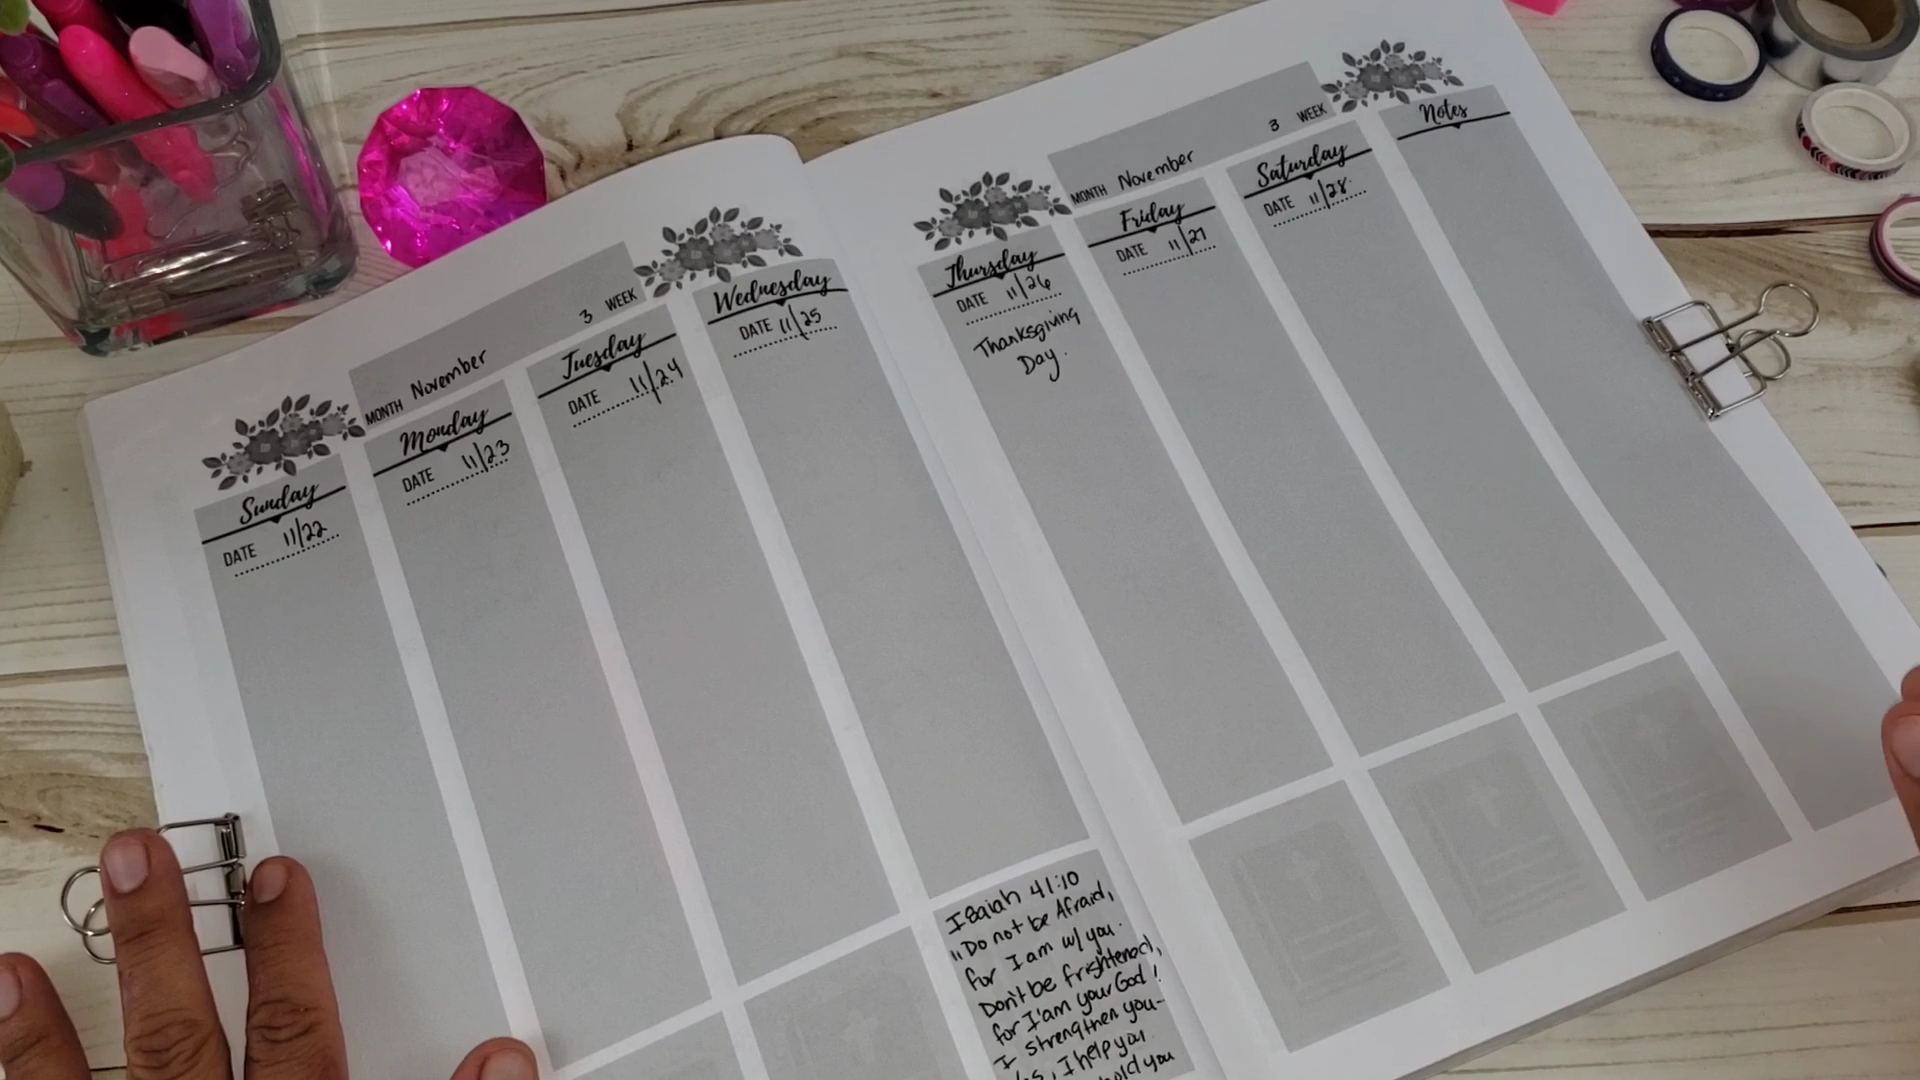 MONTH November
3 WEEK
Sunday
DATE 11/22
Monday
DATE 11/23
Tuesday
DATE 11/24
Wednesday
DATE 11/25
Isaiah 41:10
"Do not be Afraid,
for I am w/ you.
Don't be frightened,
for I'am your God!
I strengthen you-
I help you
hold you
MONTH November
3 WEEK
Thursday
DATE 11/26
Thanksgiving
Day.
Friday
DATE 11/27
Saturday
DATE 11/28
Notes